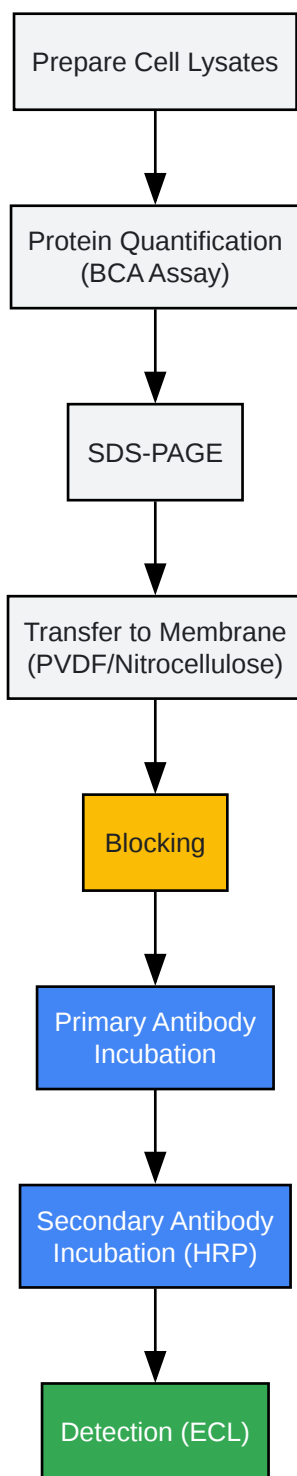 Prepare Cell Lysates
Protein Quantification
(BCA Assay)
SDS-PAGE
Transfer to Membrane
(PVDF/Nitrocellulose)
Blocking
Primary Antibody
Incubation
Secondary Antibody
Incubation (HRP)
Detection (ECL)